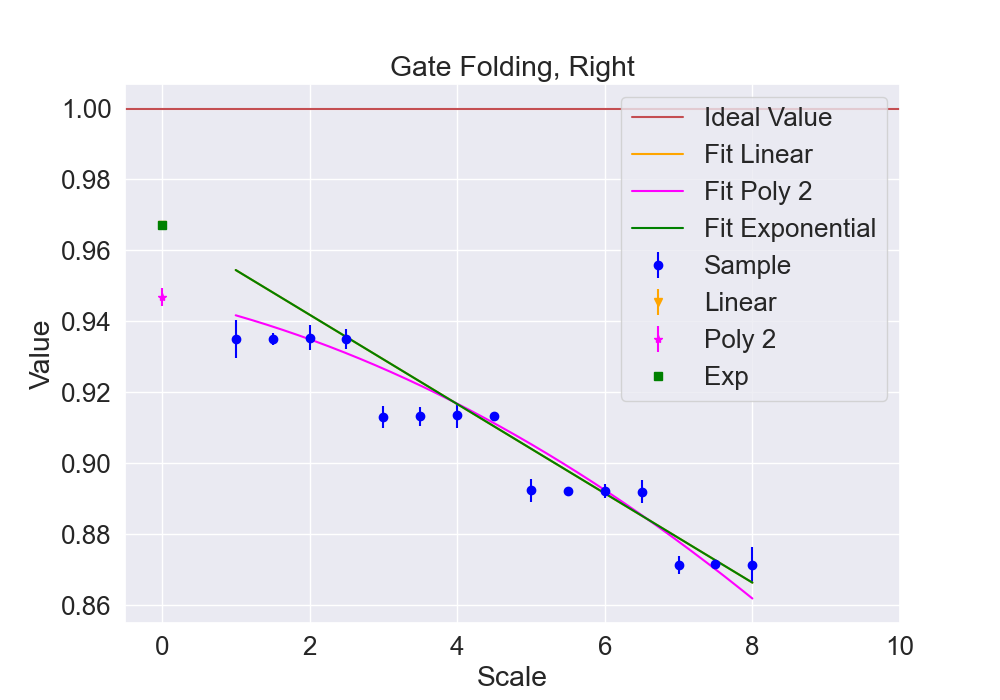 Gate Folding, Right
1.00
0.98
0.96
0.94
0.92
0.90
0.88
0.86
Value
Ideal Value
Fit Linear
Fit Poly 2
Fit Exponential
Sample
Linear
Poly 2
Exp
0 2 4 6 8 10
Scale